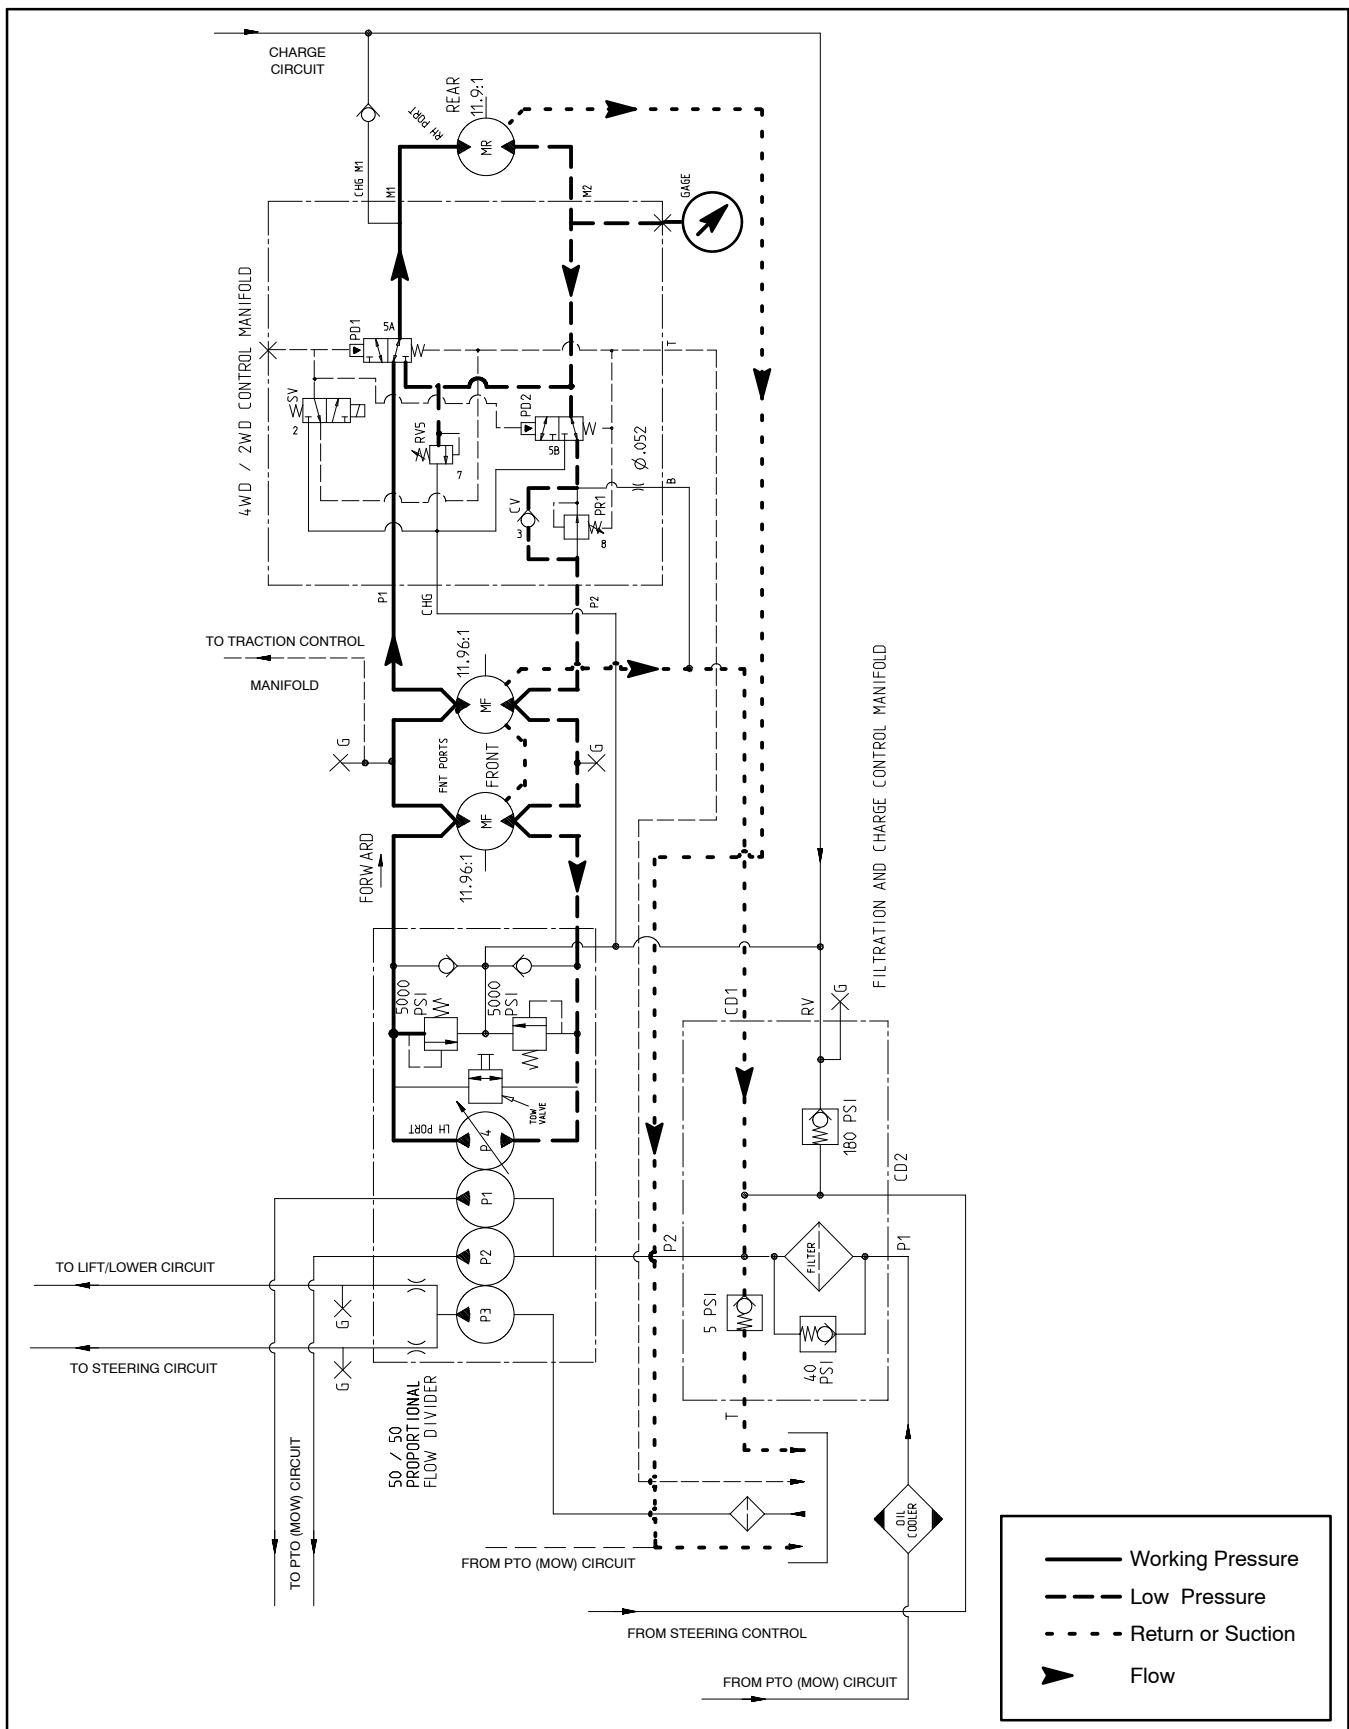 CHARGE
CIRCUIT
REAR
11.9:1
RH PORT
MR
CHG M1
M1
M2
GAGE
4WD / 2WD CONTROL MANIFOLD
PD1
5A
T
SV
2
PD2
5B
RV5
7
Ø.052
B
CV
3
PR1
8
P1
CHG
P2
TO TRACTION CONTROL
MANIFOLD
11.96:1
MF
G
FNT PORTS
FRONT
G
MF
11.96:1
FORWARD
FILTRATION AND CHARGE CONTROL MANIFOLD
5000
PSI
5000
PSI
CD1
RV
G
TOW
VALVE
LH PORT
P 4
180 PSI
CD2
P1
P2
P2
FILTER
P1
TO LIFT/LOWER CIRCUIT
G
P3
5 PSI
40
PSI
TO STEERING CIRCUIT
G
50 / 50
PROPORTIONAL
FLOW DIVIDER
T
TO PTO (MOW) CIRCUIT
OIL
COOLER
FROM PTO (MOW) CIRCUIT
FROM STEERING CONTROL
FROM PTO (MOW) CIRCUIT
Working Pressure
Low Pressure
Return or Suction
Flow